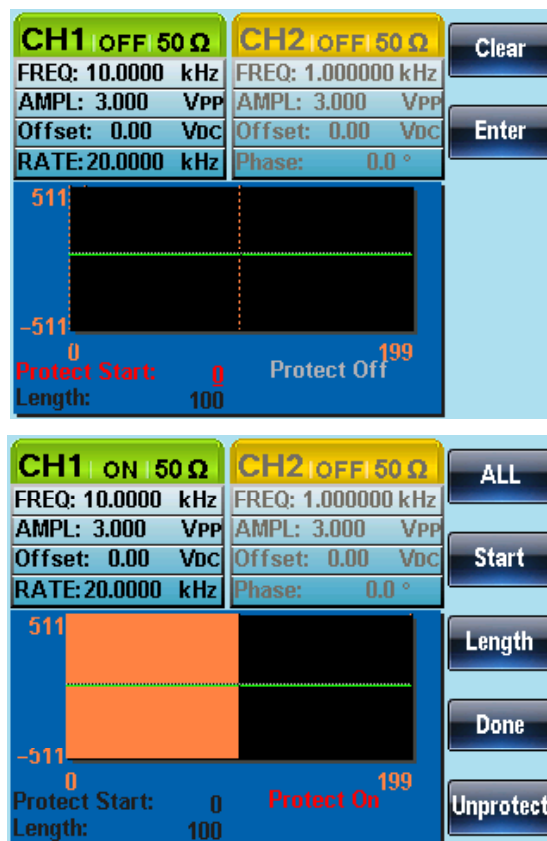 CH1 OFF 50 Ω CH2 OFF 50 Ω Clear
FREQ: 10.0000 kHz FREQ: 1.000000 kHz
AMPL: 3.000 VPP AMPL: 3.000 VPP
Offset: 0.00 VDC Offset: 0.00 VDC Enter
RATE: 20.0000 kHz Phase: 0.0 °
511
-511
0 199
Protect Start: 0 Protect Off
Length: 100
CH1 ON 50 Ω CH2 OFF 50 Ω ALL
FREQ: 10.0000 kHz FREQ: 1.000000 kHz
AMPL: 3.000 VPP AMPL: 3.000 VPP
Offset: 0.00 VDC Offset: 0.00 VDC Start
RATE: 20.0000 kHz Phase: 0.0 °
511
Length
Done
-511
0 199
Protect Start: 0 Protect On Unprotect
Length: 100